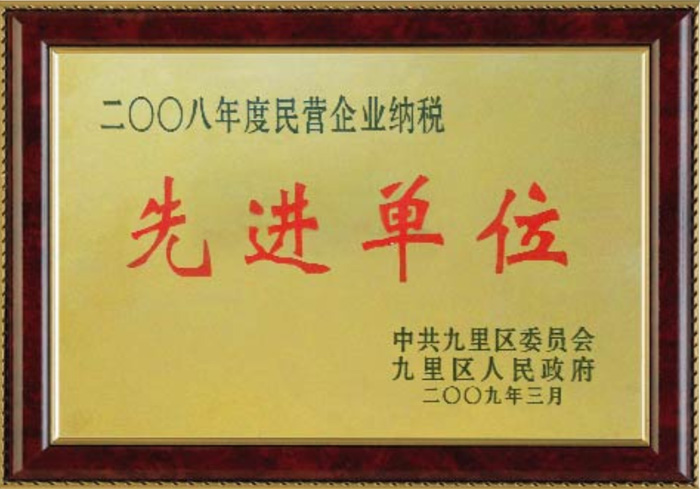 二〇〇八年度民营企业纳税
先进单位
中共九里区委员会
九里区人民政府
二〇〇九年三月